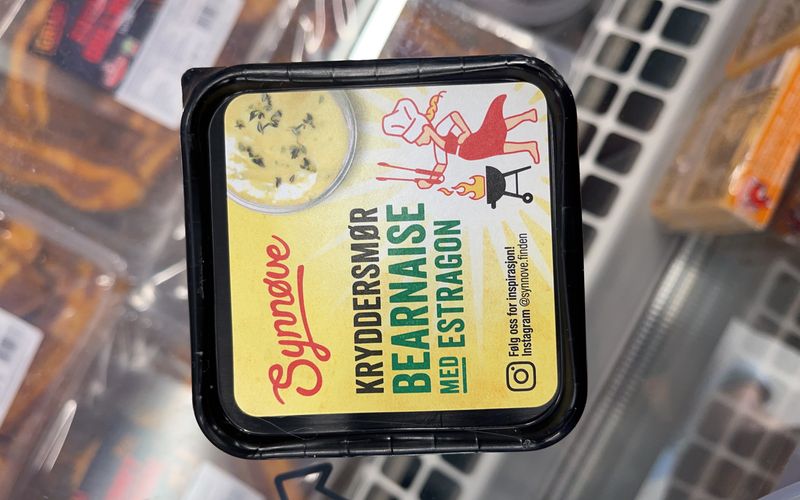 Synnøve
KRYDDERSMØR
BEARNAISE
MED ESTRAGON
Følg oss for inspirasjon!
Instagram @synnove.finden